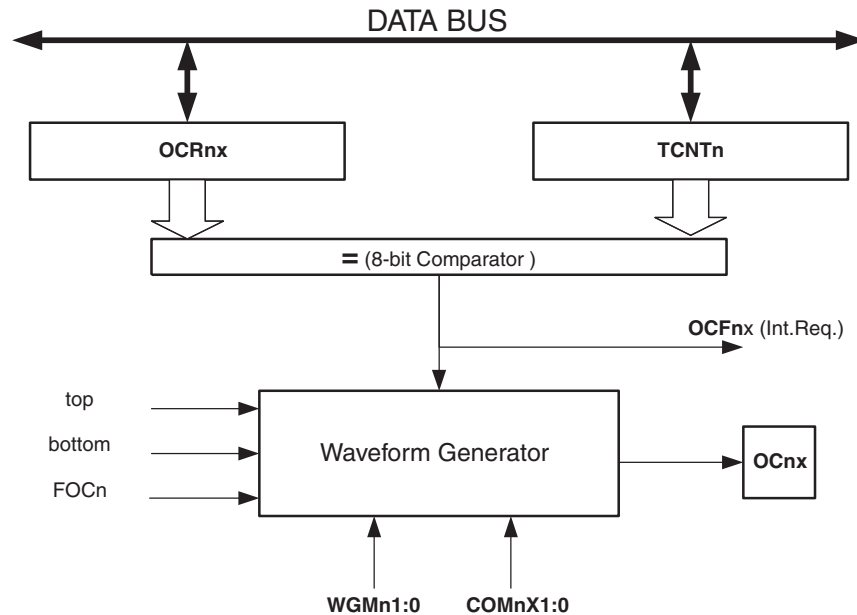 DATA BUS
OCRnx
TCNTn
= (8-bit Comparator )
OCFnx (Int.Req.)
top
bottom
FOCn
Waveform Generator
OCnx
WGMn1:0
COMnX1:0